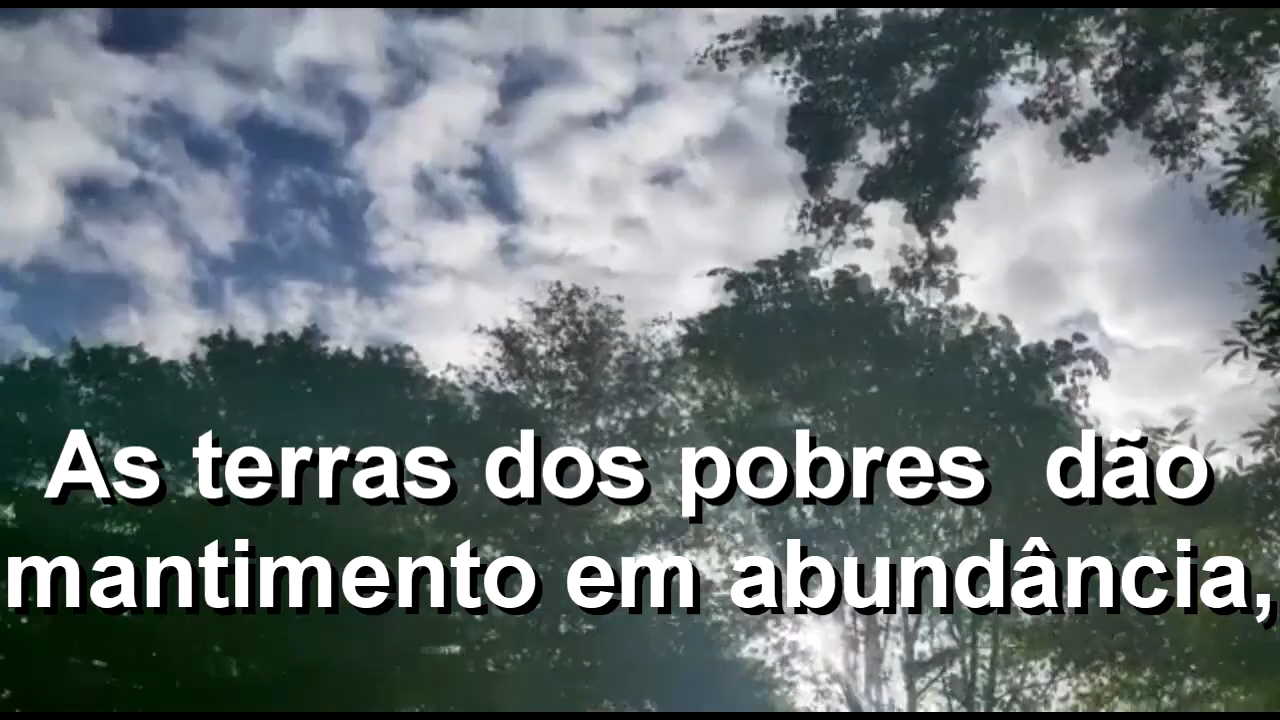 As terras dos pobres  dão
mantimento em abundância,